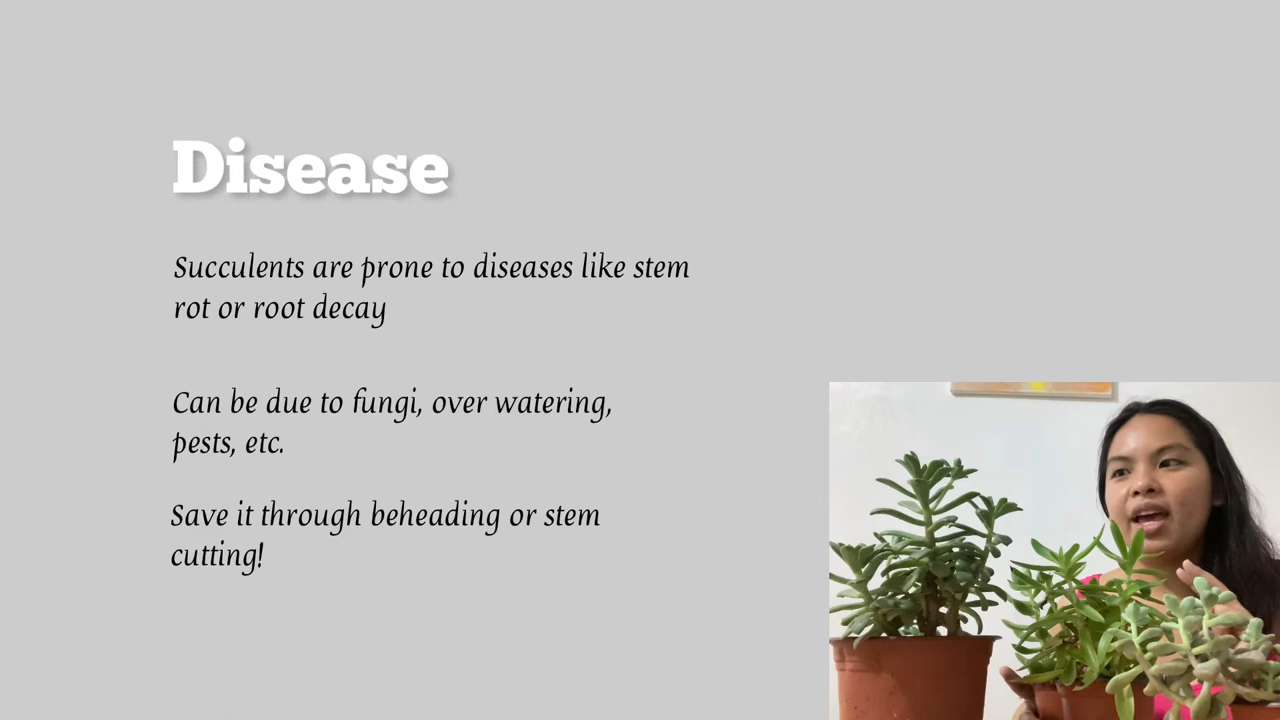 Disease
Succulents are prone to diseases like stem
rot or root decay
Can be due to fungi, over watering,
pests, etc.
Save it through beheading or stem
cutting!